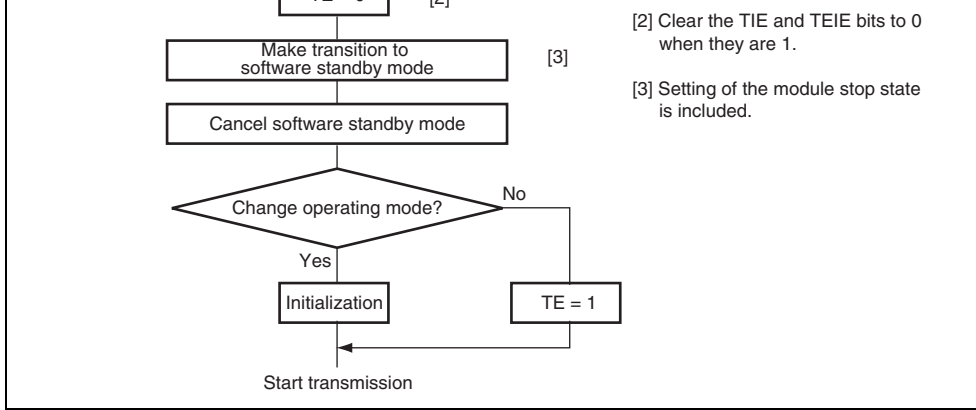 [2]
[2] Clear the TIE and TEIE bits to 0
when they are 1.
Make transition to
software standby mode
[3]
[3] Setting of the module stop state
is included.
Cancel software standby mode
Change operating mode?
No
Yes
Initialization
TE = 1
Start transmission